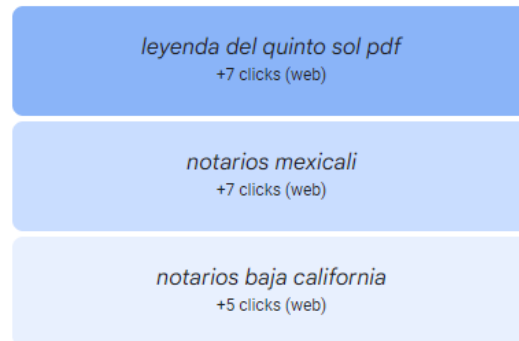 leyenda del quinto sol pdf
+7 clicks (web)
notarios mexicali
+7 clicks (web)
notarios baja california
+5 clicks (web)